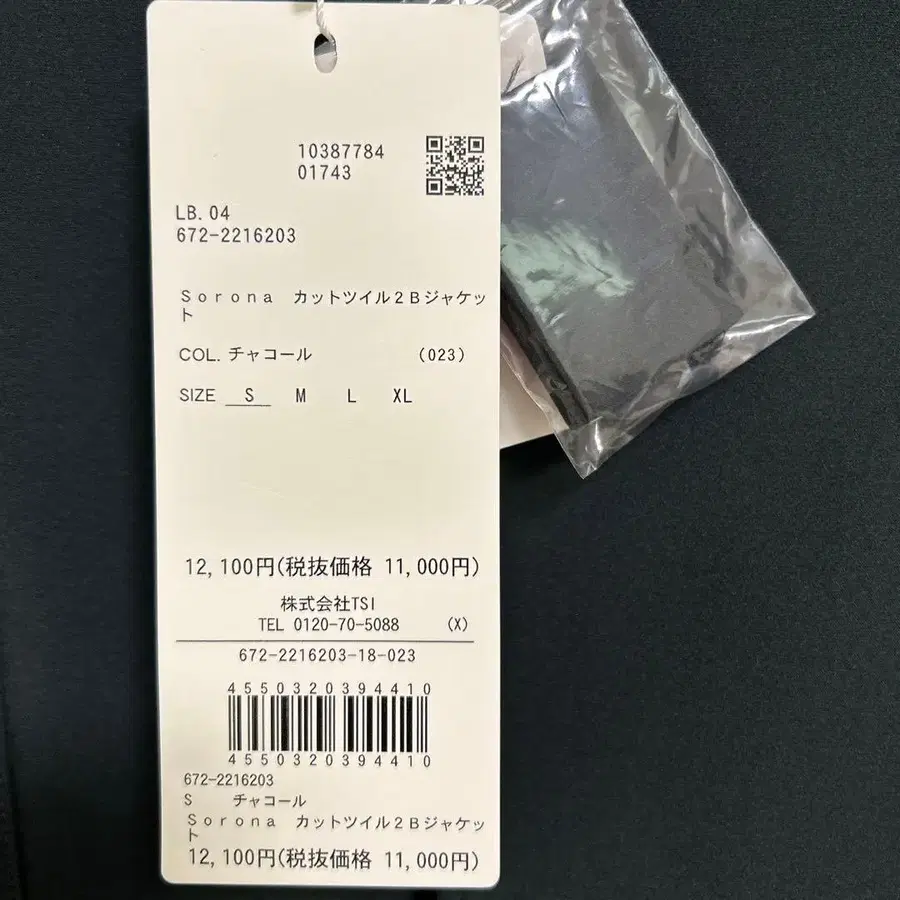 10387784
01743
LB.04
672-2216203
Sorona カットツイル2Bジャケッ
ト
COL. チャコール (023)
SIZE S M L XL
12,100円(税抜価格 11,000円)
株式会社TSI
TEL 0120-70-5088 (X)
672-2216203-18-023
4550320394410
4550320394410
672-2216203
S チャコール
Sorona カットツイル2Bジャケッ
ト
12,100円(税抜価格 11,000円)